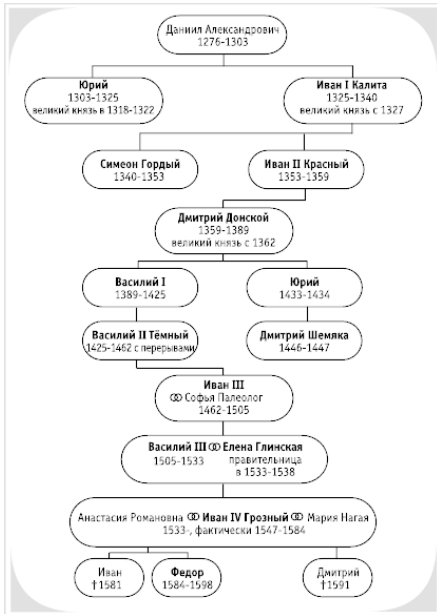 Даниил Александрович
1276-1303
Юрий
1303-1325
великий князь в 1318-1322
Иван I Калита
1325-1340
великий князь с 1327
Симеон Гордый
1340-1353
Иван II Красный
1353-1359
Дмитрий Донской
1359-1389
великий князь с 1362
Василий I
1389-1425
Юрий
1433-1434
Василий II Тёмный
1425-1462 с перерывами
Дмитрий Шемяка
1446-1447
Иван III
Софья Палеолог
1462-1505
Василий III Елена Глинская
1505-1533 правительница
в 1533-1538
Анастасия Романовна Иван IV Грозный Мария Нагая
1533-, фактически 1547-1584
Иван
†1581
Федор
1584-1598
Дмитрий
†1591